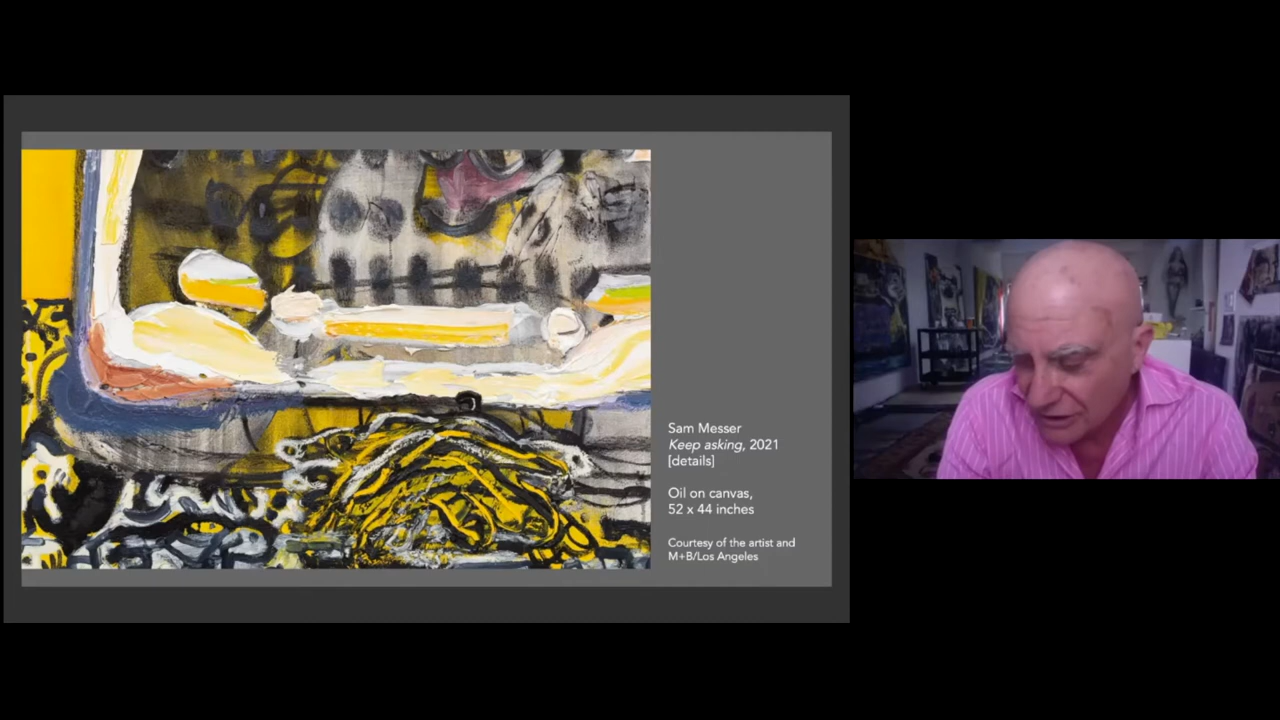 Sam Messer
Keep asking, 2021
[details]
Oil on canvas,
52 x 44 inches
Courtesy of the artist and
M+B/Los Angeles